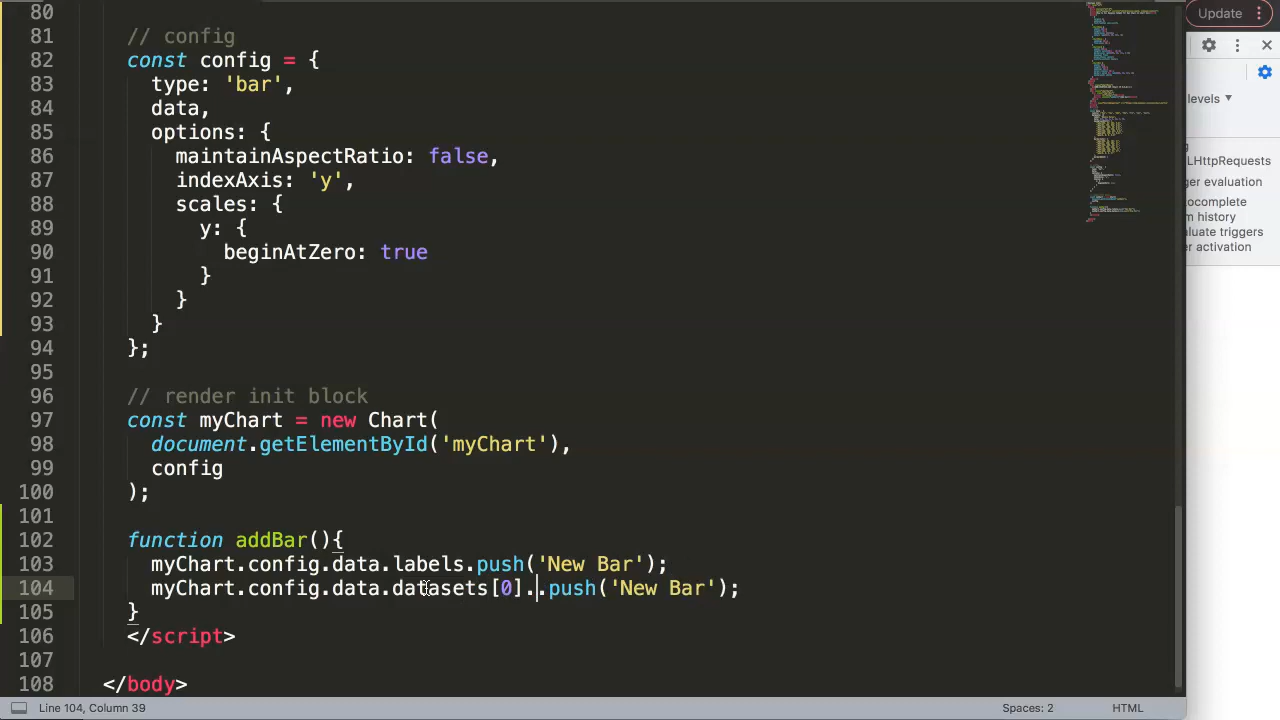 80
81 // config
82 const config = {
83 type: 'bar',
84 data,
85 options: {
86 maintainAspectRatio: false,
87 indexAxis: 'y',
88 scales: {
89 y: {
90 beginAtZero: true
91 }
92 }
93 }
94 };
95
96 // render init block
97 const myChart = new Chart(
98 document.getElementById('myChart'),
99 config
100 );
101
102 function addBar(){
103 myChart.config.data.labels.push('New Bar');
104 myChart.config.data.datasets[0]..push('New Bar');
105 }
106 </script>
107
108 </body>
Line 104, Column 39
Spaces: 2
HTML
Update
levels
LHttpRequests
ger evaluation
tocomplete
m history
aluate triggers
er activation